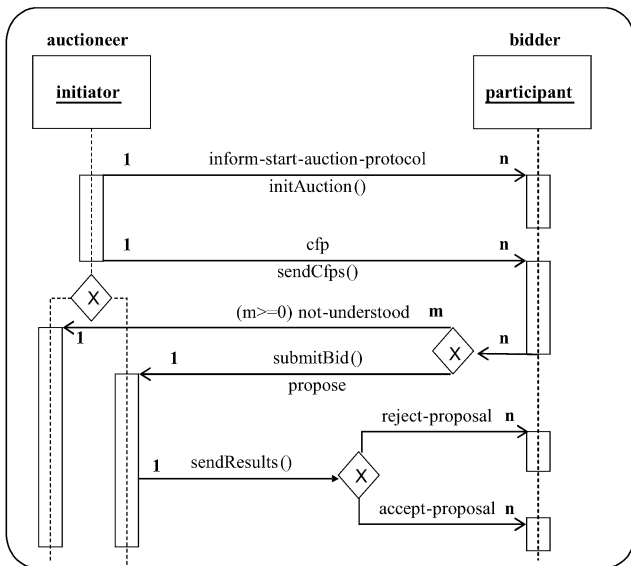 auctioneer bidder
initiator participant
1 inform-start-auction-protocol n
initAuction()
1 cfp n
sendCfps()
X
(m>=0) not-understood m
1
n
X
1 submitBid()
propose
reject-proposal n
1 sendResults()
X
accept-proposal n